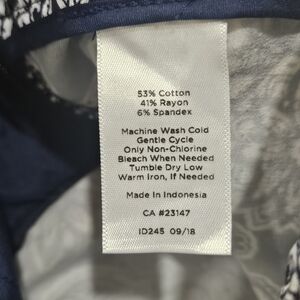 53% Cotton
41% Rayon
6% Spandex
Machine Wash Cold
Gentle Cycle
Only Non-Chlorine
Bleach When Needed
Tumble Dry Low
Warm Iron, If Needed
Made In Indonesia
CA #23147
ID245 09/18